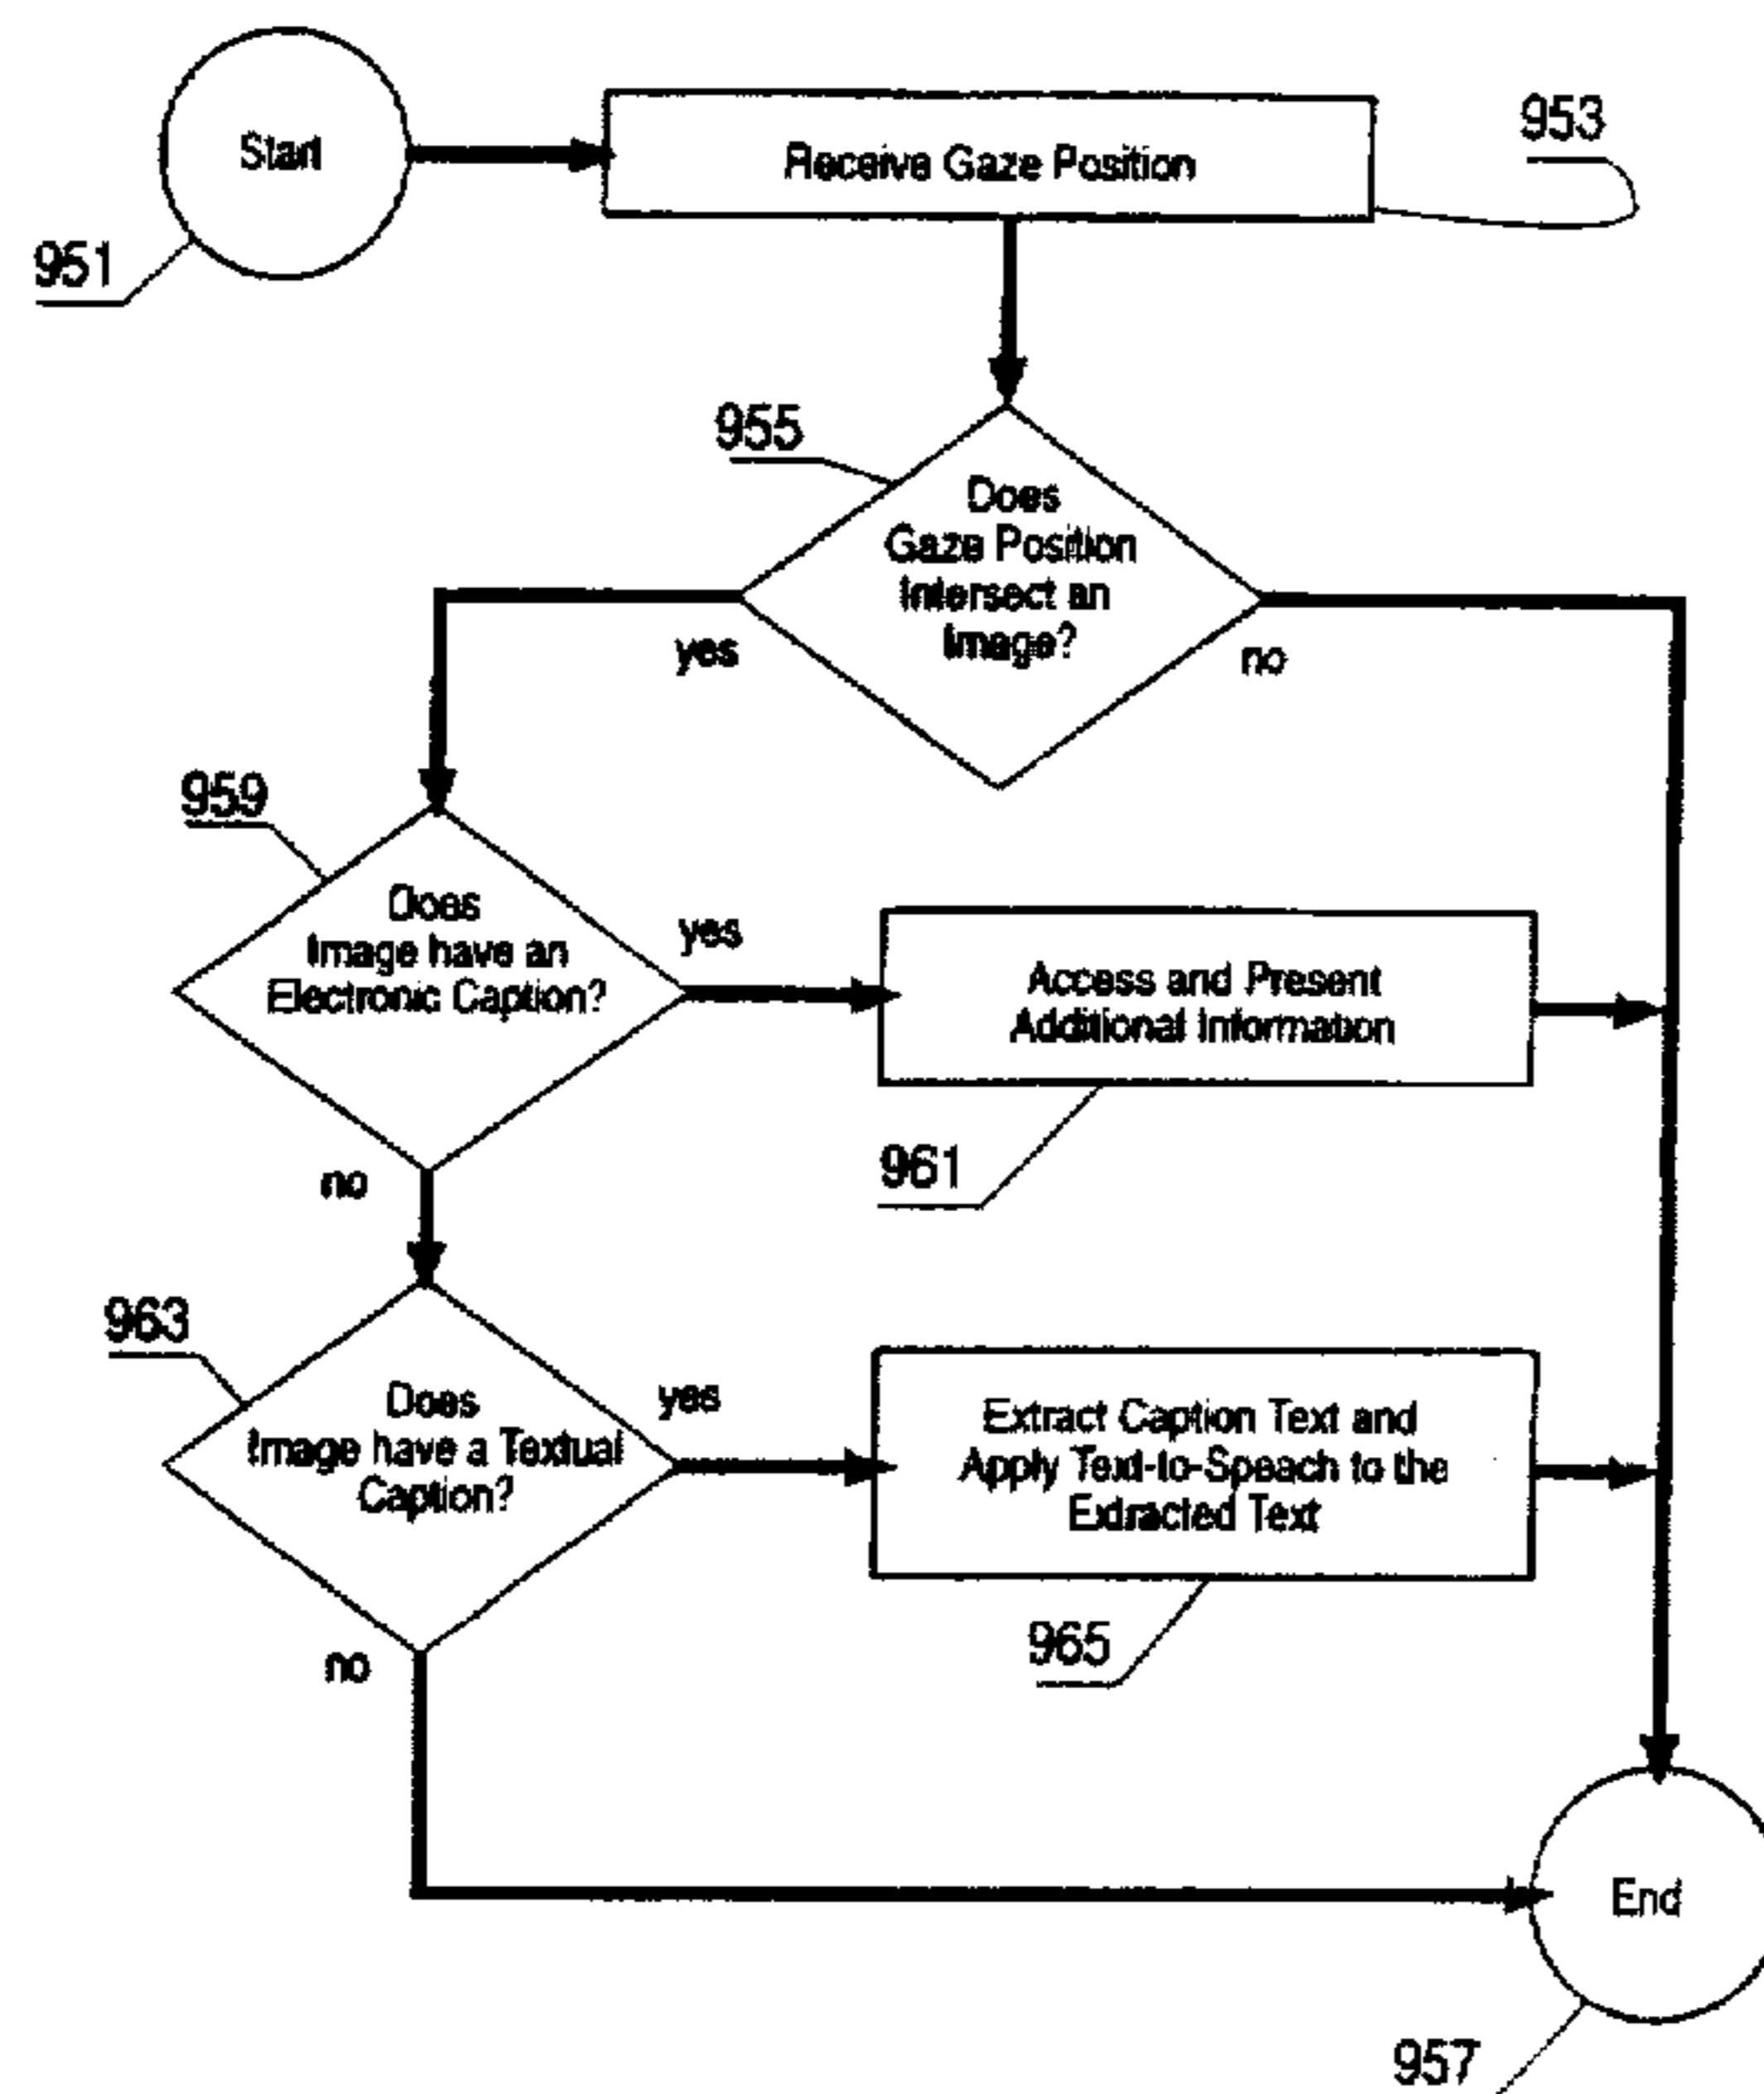 Start
Receive Gaze Position
953
951
955
Does
Gaze Position
Intersect an
Image?
yes
no
959
Does
Image have an
Electronic Caption?
yes
Access and Present
Additional Information
961
no
963
Does
Image have a Textual
Caption?
yes
Extract Caption Text and
Apply Text-to-Speach to the
Extracted Text
965
no
End
957